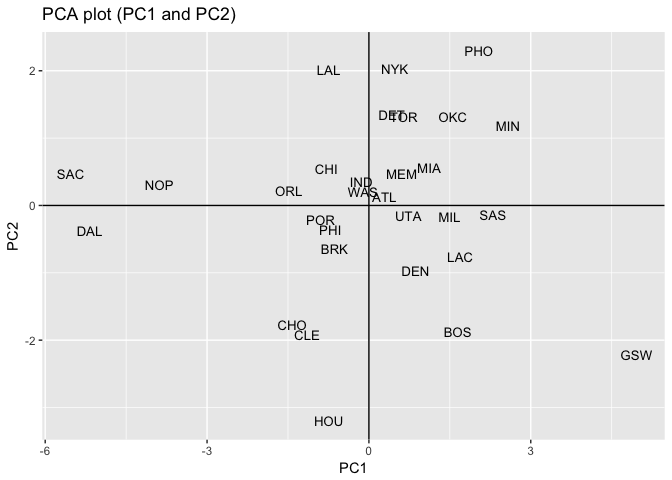 PCA plot (PC1 and PC2)
PHO
LAL
NYK
2
DET
TOR
OKC
MIN
CHI
MIA
SAC
MEM
NOP
IND
ORL
WAS
ATL
0
POR
UTA
MIL
SAS
DAL
PHI
BRK
LAC
DEN
PC2
CHO
CLE
BOS
-2
GSW
HOU
-6
-3
0
3
PC1